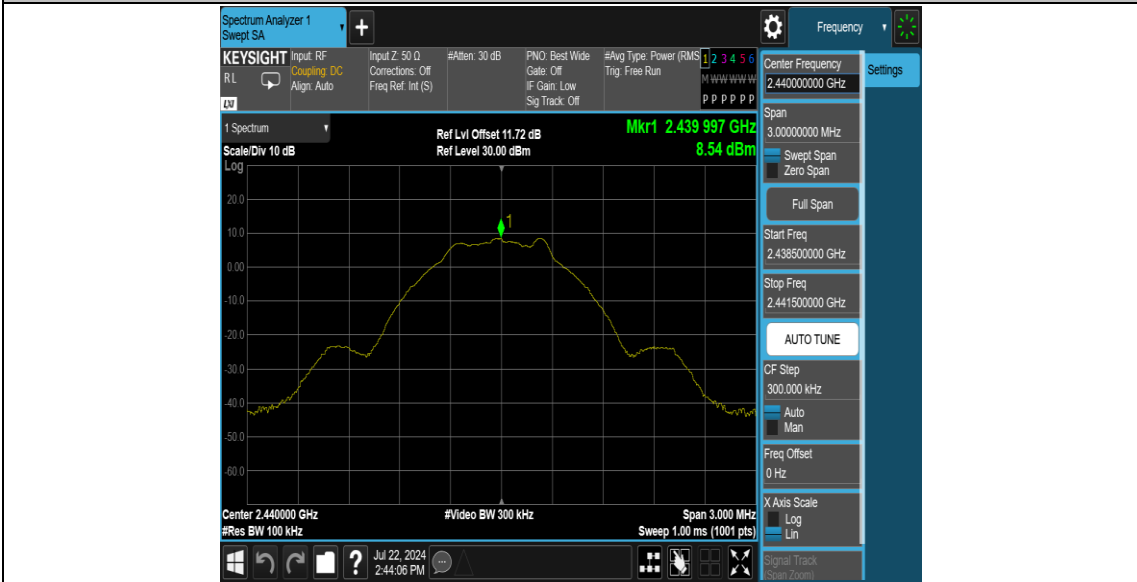 Spectrum Analyzer 1
Swept SA
+
Frequency
KEYSIGHT
RL
LXI
Input: RF
Coupling: DC
Align: Auto
Input Z: 50 Ω
Corrections: Off
Freq Ref: Int (S)
#Atten: 30 dB
PNO: Best Wide
Gate: Off
IF Gain: Low
Sig Track: Off
#Avg Type: Power (RMS
Trig: Free Run
1 2 3 4 5 6
M W W W W W
P P P P P P
1 Spectrum
Scale/Div 10 dB
Log
Ref Lvl Offset 11.72 dB
Ref Level 30.00 dBm
Mkr1 2.439 997 GHz
8.54 dBm
1
20.0
10.0
0.00
-10.0
-20.0
-30.0
-40.0
-50.0
-60.0
Center 2.440000 GHz
#Res BW 100 kHz
#Video BW 300 kHz
Span 3.000 MHz
Sweep 1.00 ms (1001 pts)
?
Jul 22, 2024
2:44:06 PM
Center Frequency
2.440000000 GHz
Settings
Span
3.00000000 MHz
Swept Span
Zero Span
Full Span
Start Freq
2.438500000 GHz
Stop Freq
2.441500000 GHz
AUTO TUNE
CF Step
300.000 kHz
Auto
Man
Freq Offset
0 Hz
X Axis Scale
Log
Lin
Signal Track
(Span Zoom)